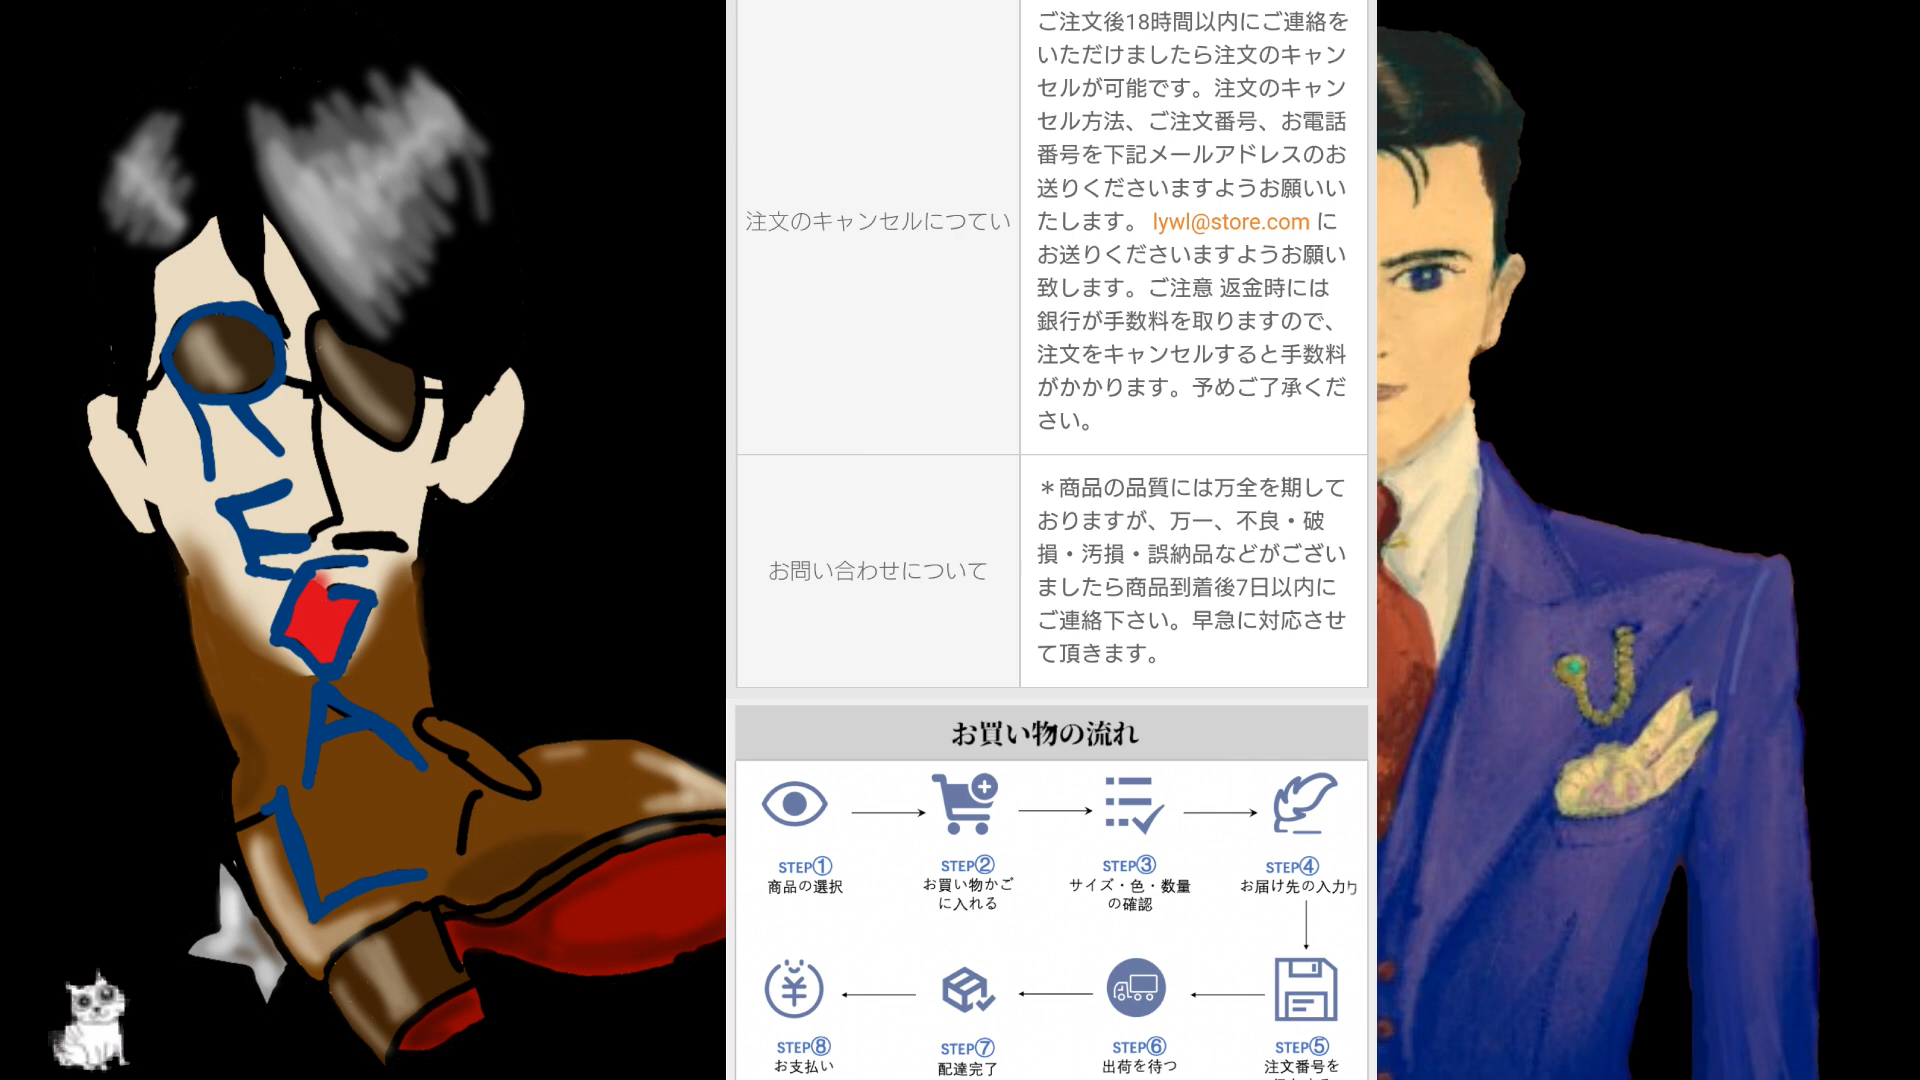 REGAL
ご注文後18時間以内にご連絡を
いただけましたら注文のキャン
セルが可能です。注文のキャン
セル方法、ご注文番号、お電話
番号を下記メールアドレスのお
送りくださいますようお願いい
たします。 lywl@store.com に
お送りくださいますようお願い
致します。ご注意 返金時には
銀行が手数料を取りますので、
注文をキャンセルすると手数料
がかかります。予めご了承くだ
さい。
注文のキャンセルにつてい
お問い合わせについて
＊商品の品質には万全を期して
おりますが、万一、不良・破
損・汚損・誤納品などがござい
ましたら商品到着後7日以内に
ご連絡下さい。早急に対応させ
て頂きます。
お買い物の流れ
STEP①
商品の選択
STEP②
お買い物かご
に入れる
STEP③
サイズ・色・数量
の確認
STEP④
お届け先の入力り
STEP⑧
お支払い
STEP⑦
配達完了
STEP⑥
出荷を待つ
STEP⑤
注文番号を